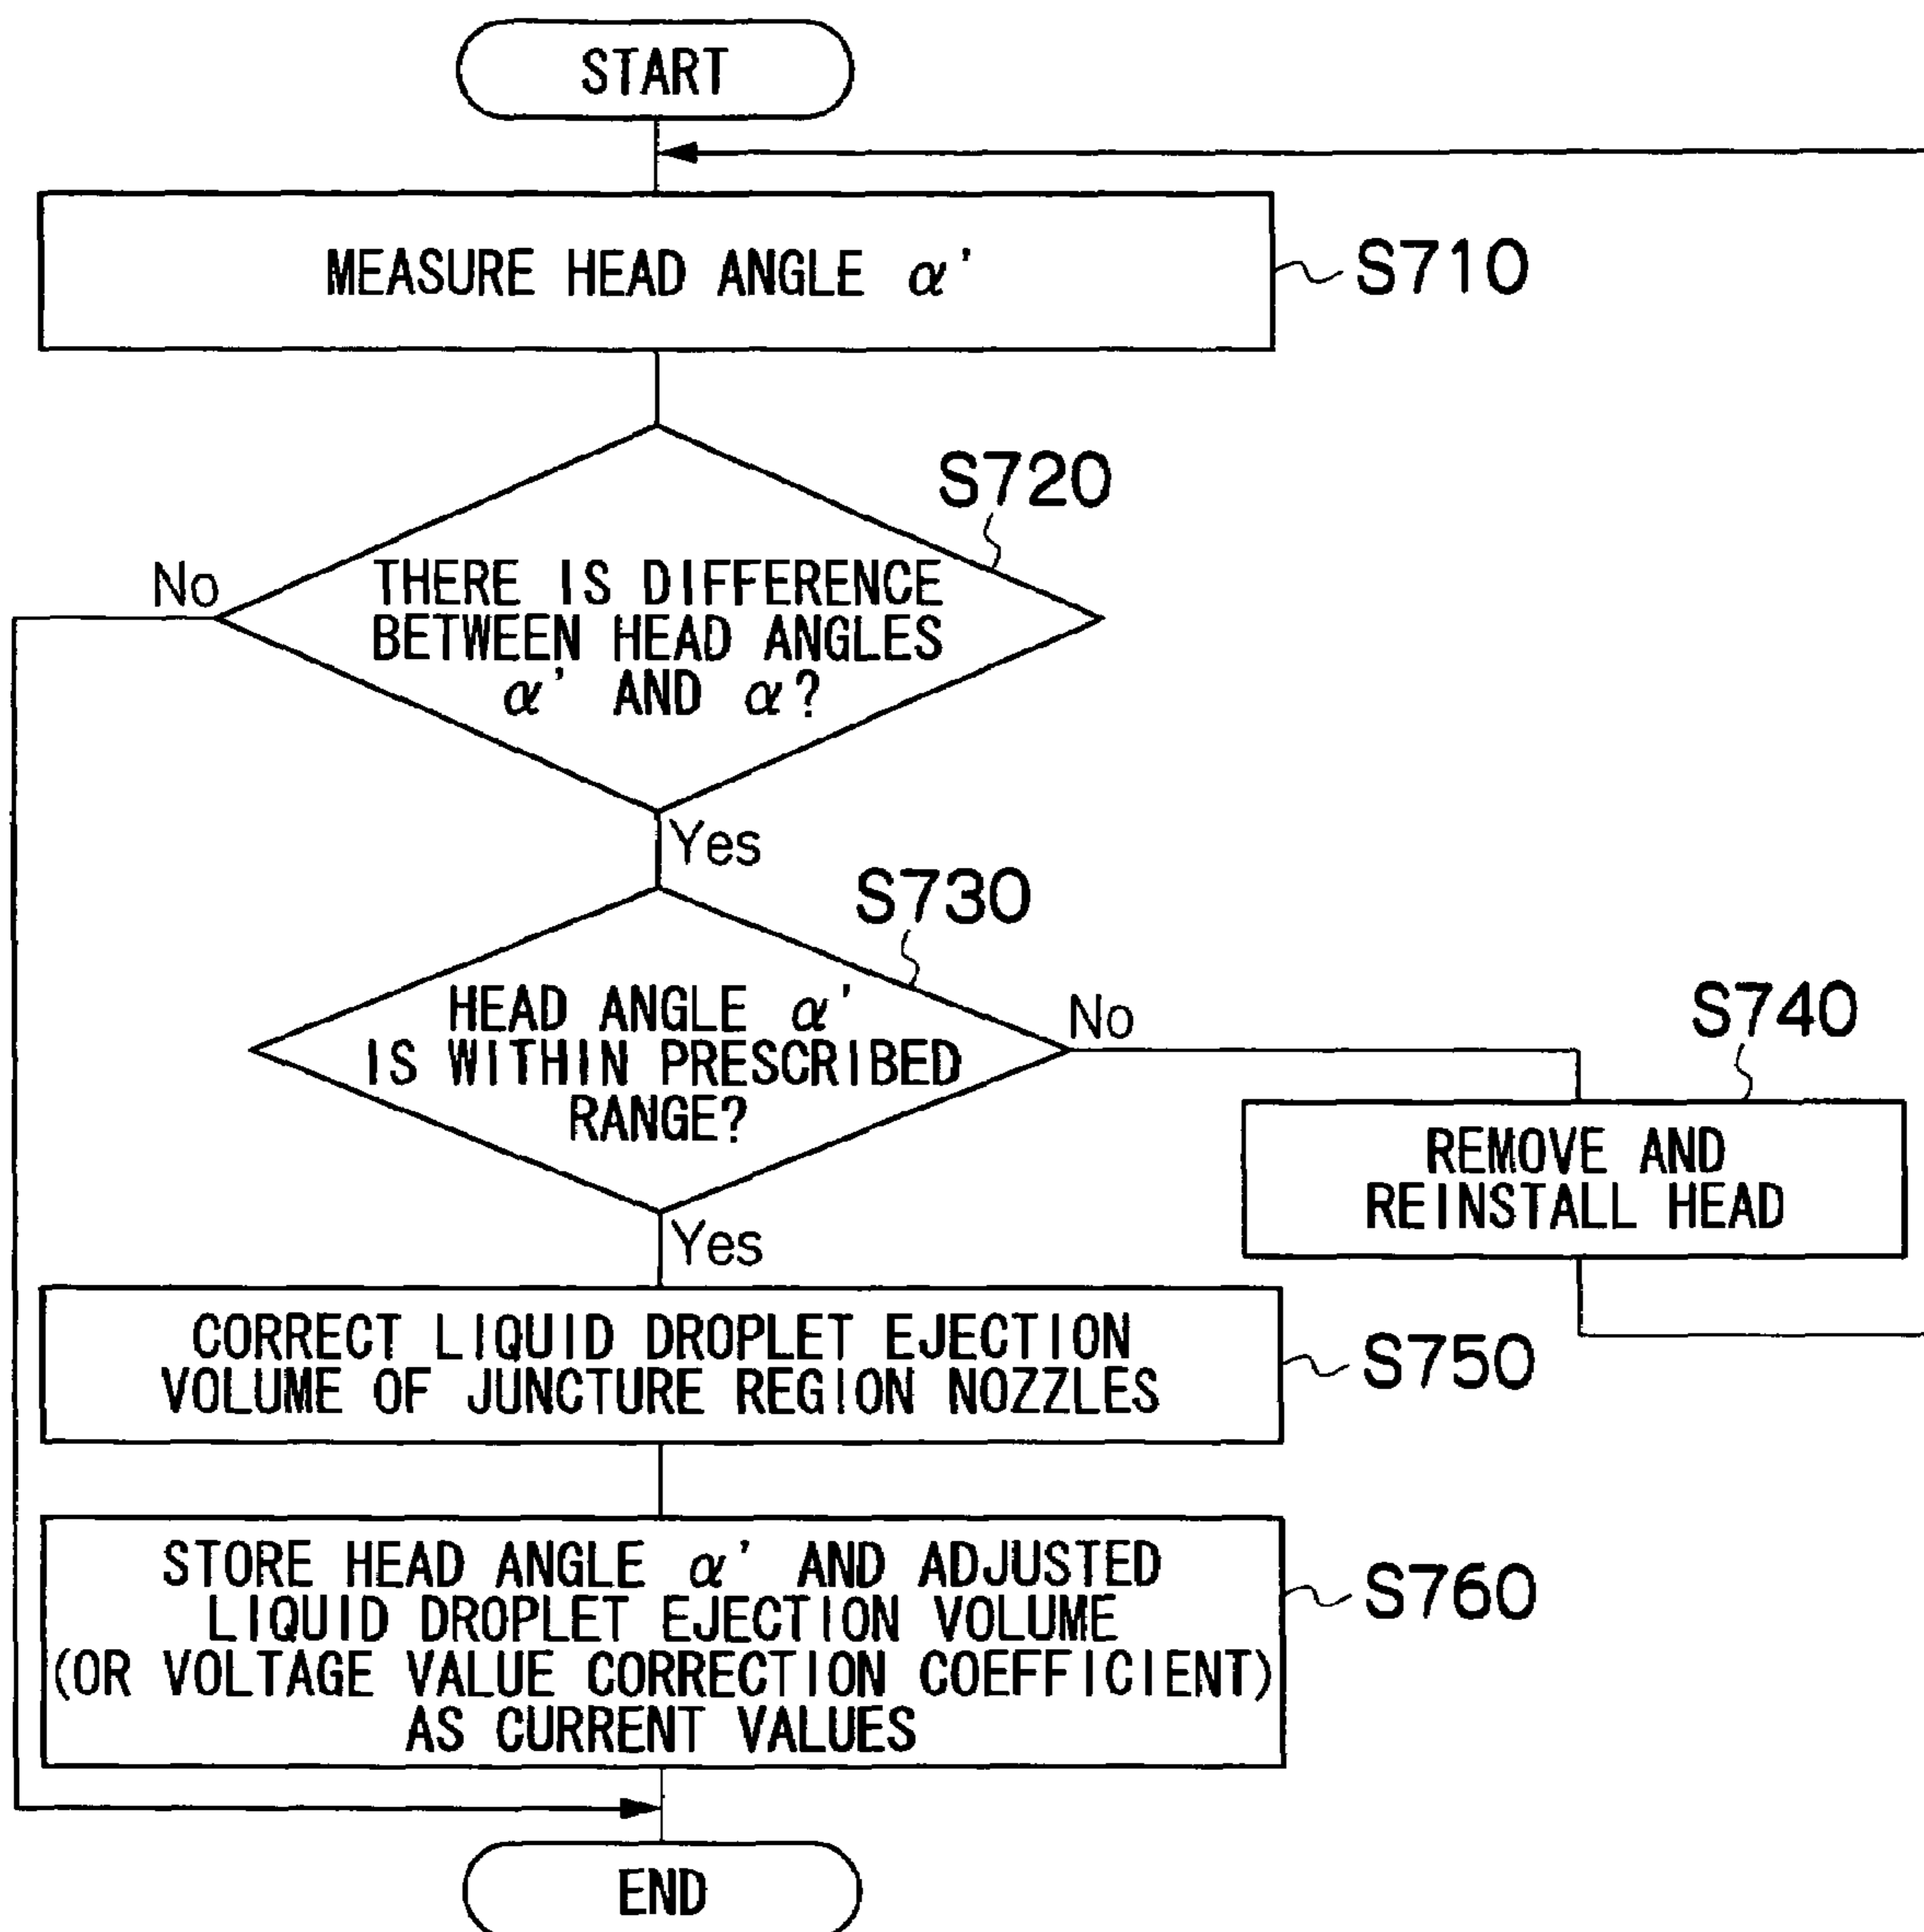 START
MEASURE HEAD ANGLE α'
S710
S720
No
THERE IS DIFFERENCE
BETWEEN HEAD ANGLES
α' AND α?
Yes
S730
HEAD ANGLE α'
IS WITHIN PRESCRIBED
RANGE?
No
S740
REMOVE AND
REINSTALL HEAD
Yes
CORRECT LIQUID DROPLET EJECTION
VOLUME OF JUNCTURE REGION NOZZLES
S750
STORE HEAD ANGLE α' AND ADJUSTED
LIQUID DROPLET EJECTION VOLUME
(OR VOLTAGE VALUE CORRECTION COEFFICIENT)
AS CURRENT VALUES
S760
END